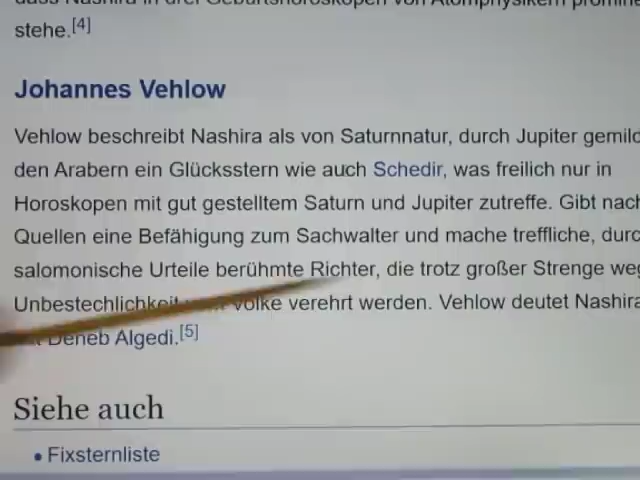 stehe.[4]
Johannes Vehlow
Vehlow beschreibt Nashira als von Saturnnatur, durch Jupiter gemild
den Arabern ein Glücksstern wie auch Schedir, was freilich nur in
Horoskopen mit gut gestelltem Saturn und Jupiter zutreffe. Gibt nach
Quellen eine Befähigung zum Sachwalter und mache treffliche, durc
salomonische Urteile berühmte Richter, die trotz großer Strenge weg
Unbestechlichkeit volke verehrt werden. Vehlow deutet Nashira
Deneb Algedi.[5]
Siehe auch
• Fixsternliste